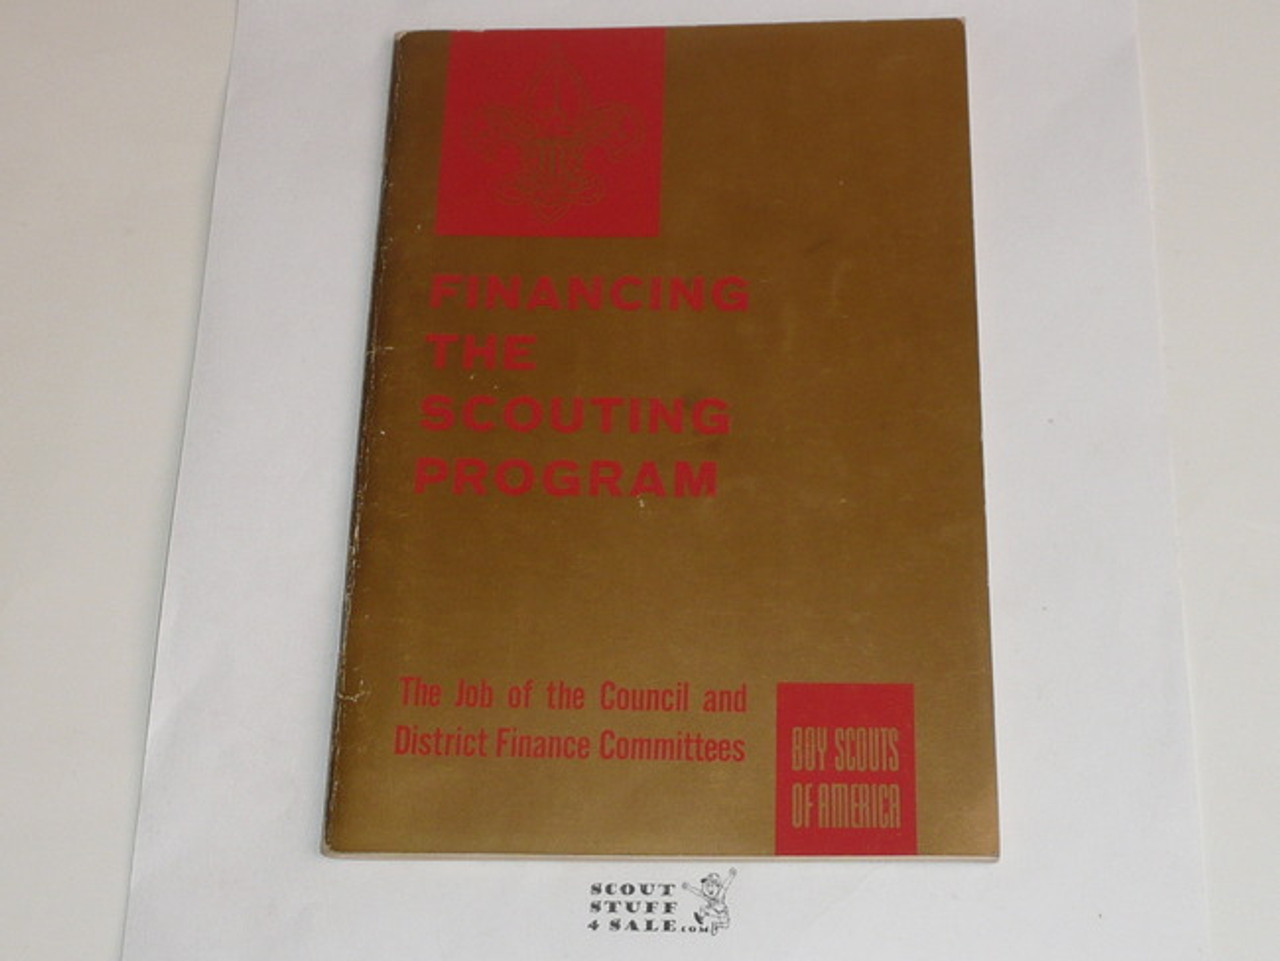 FINANCING
THE
SCOUTING
PROGRAM
The Job of the Council and
District Finance Committees
BOY SCOUTS
OF AMERICA
SCOUT
STUFF
4 SALE.COM